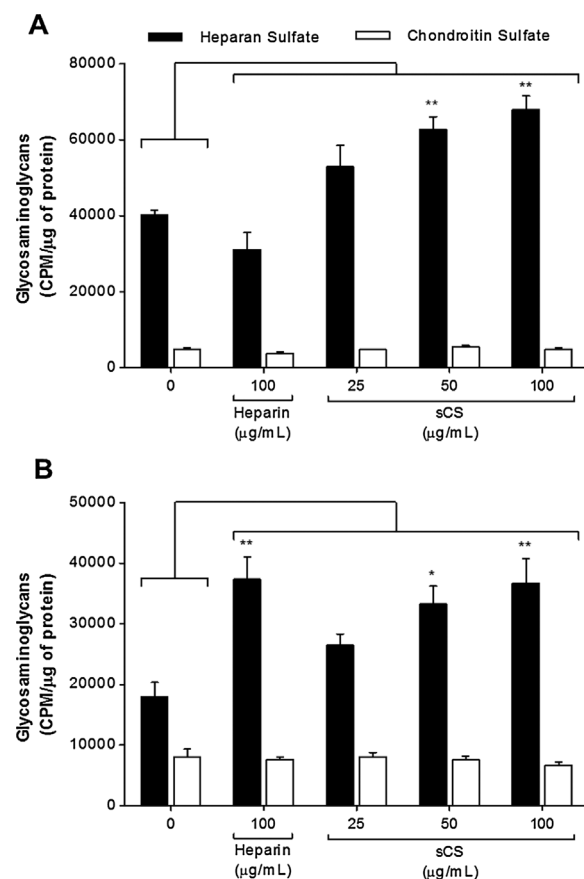 A
Heparan Sulfate Chondroitin Sulfate
Glycosaminoglycans
(CPM/µg of protein)
80000
60000
40000
20000
0
** **
0 100 25 50 100
Heparin sCS
(µg/mL) (µg/mL)
B
Glycosaminoglycans
(CPM/µg of protein)
50000
40000
30000
20000
10000
0
** * **
0 100 25 50 100
Heparin sCS
(µg/mL) (µg/mL)